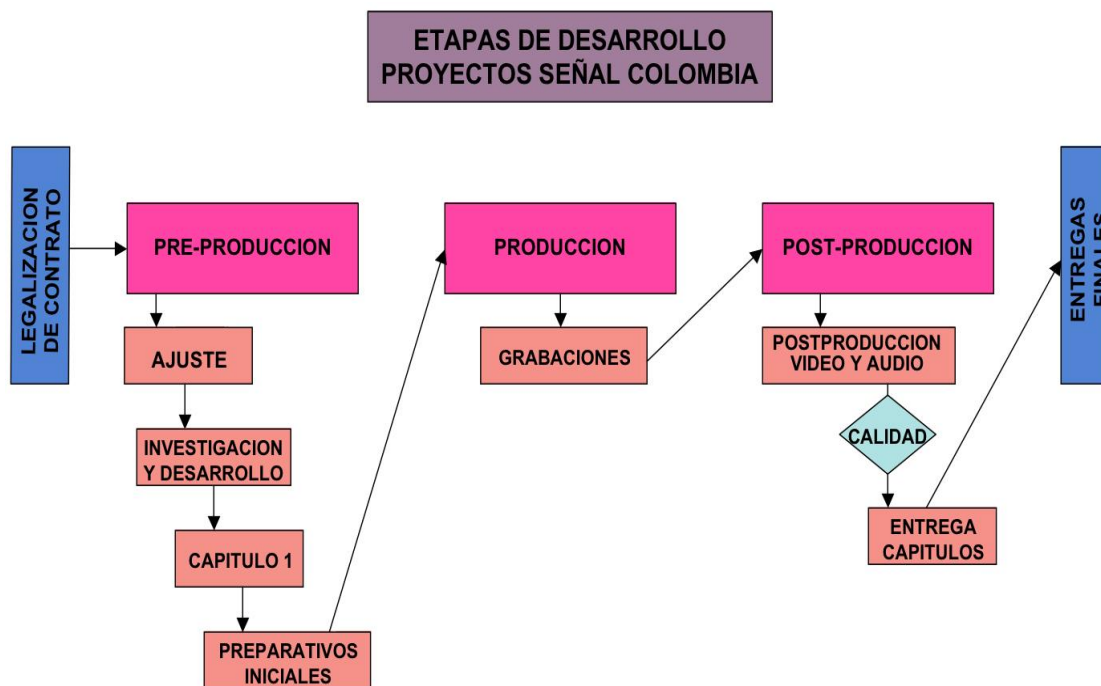 ETAPAS DE DESARROLLO
PROYECTOS SEÑAL COLOMBIA
LEGALIZACION
DE CONTRATO
PRE-PRODUCCION
AJUSTE
INVESTIGACION
Y DESARROLLO
CAPITULO 1
PREPARATIVOS
INICIALES
PRODUCCION
GRABACIONES
POST-PRODUCCION
POSTPRODUCCION
VIDEO Y AUDIO
CALIDAD
ENTREGA
CAPITULOS
ENTREGAS
FINALES